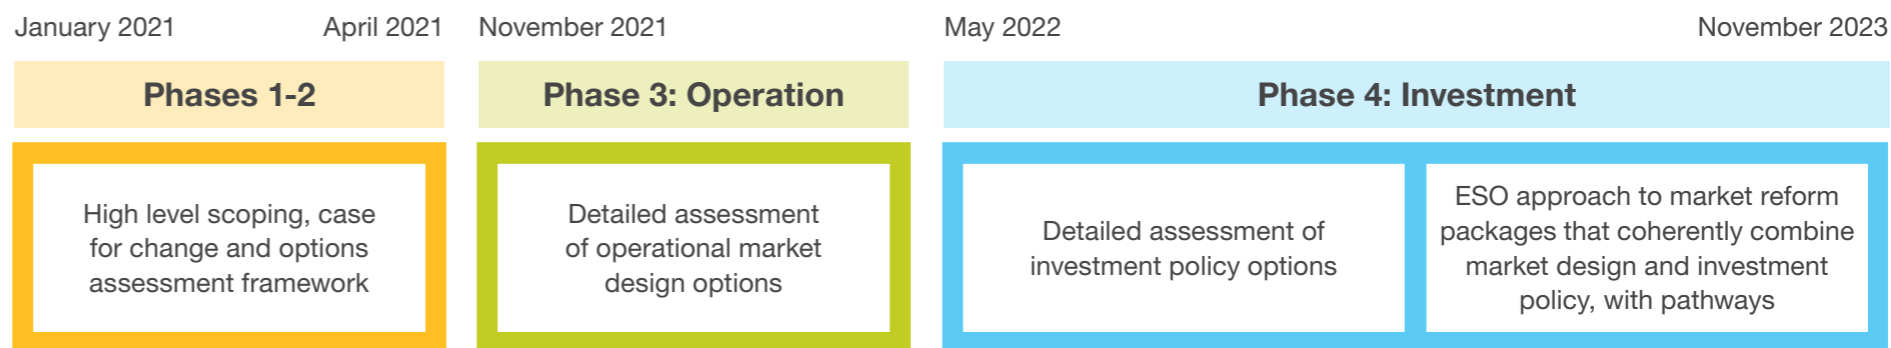 January 2021
April 2021
November 2021
May 2022
November 2023
Phases 1-2
Phase 3: Operation
Phase 4: Investment
High level scoping, case
for change and options
assessment framework
Detailed assessment
of operational market
design options
Detailed assessment of
investment policy options
ESO approach to market reform
packages that coherently combine
market design and investment
policy, with pathways